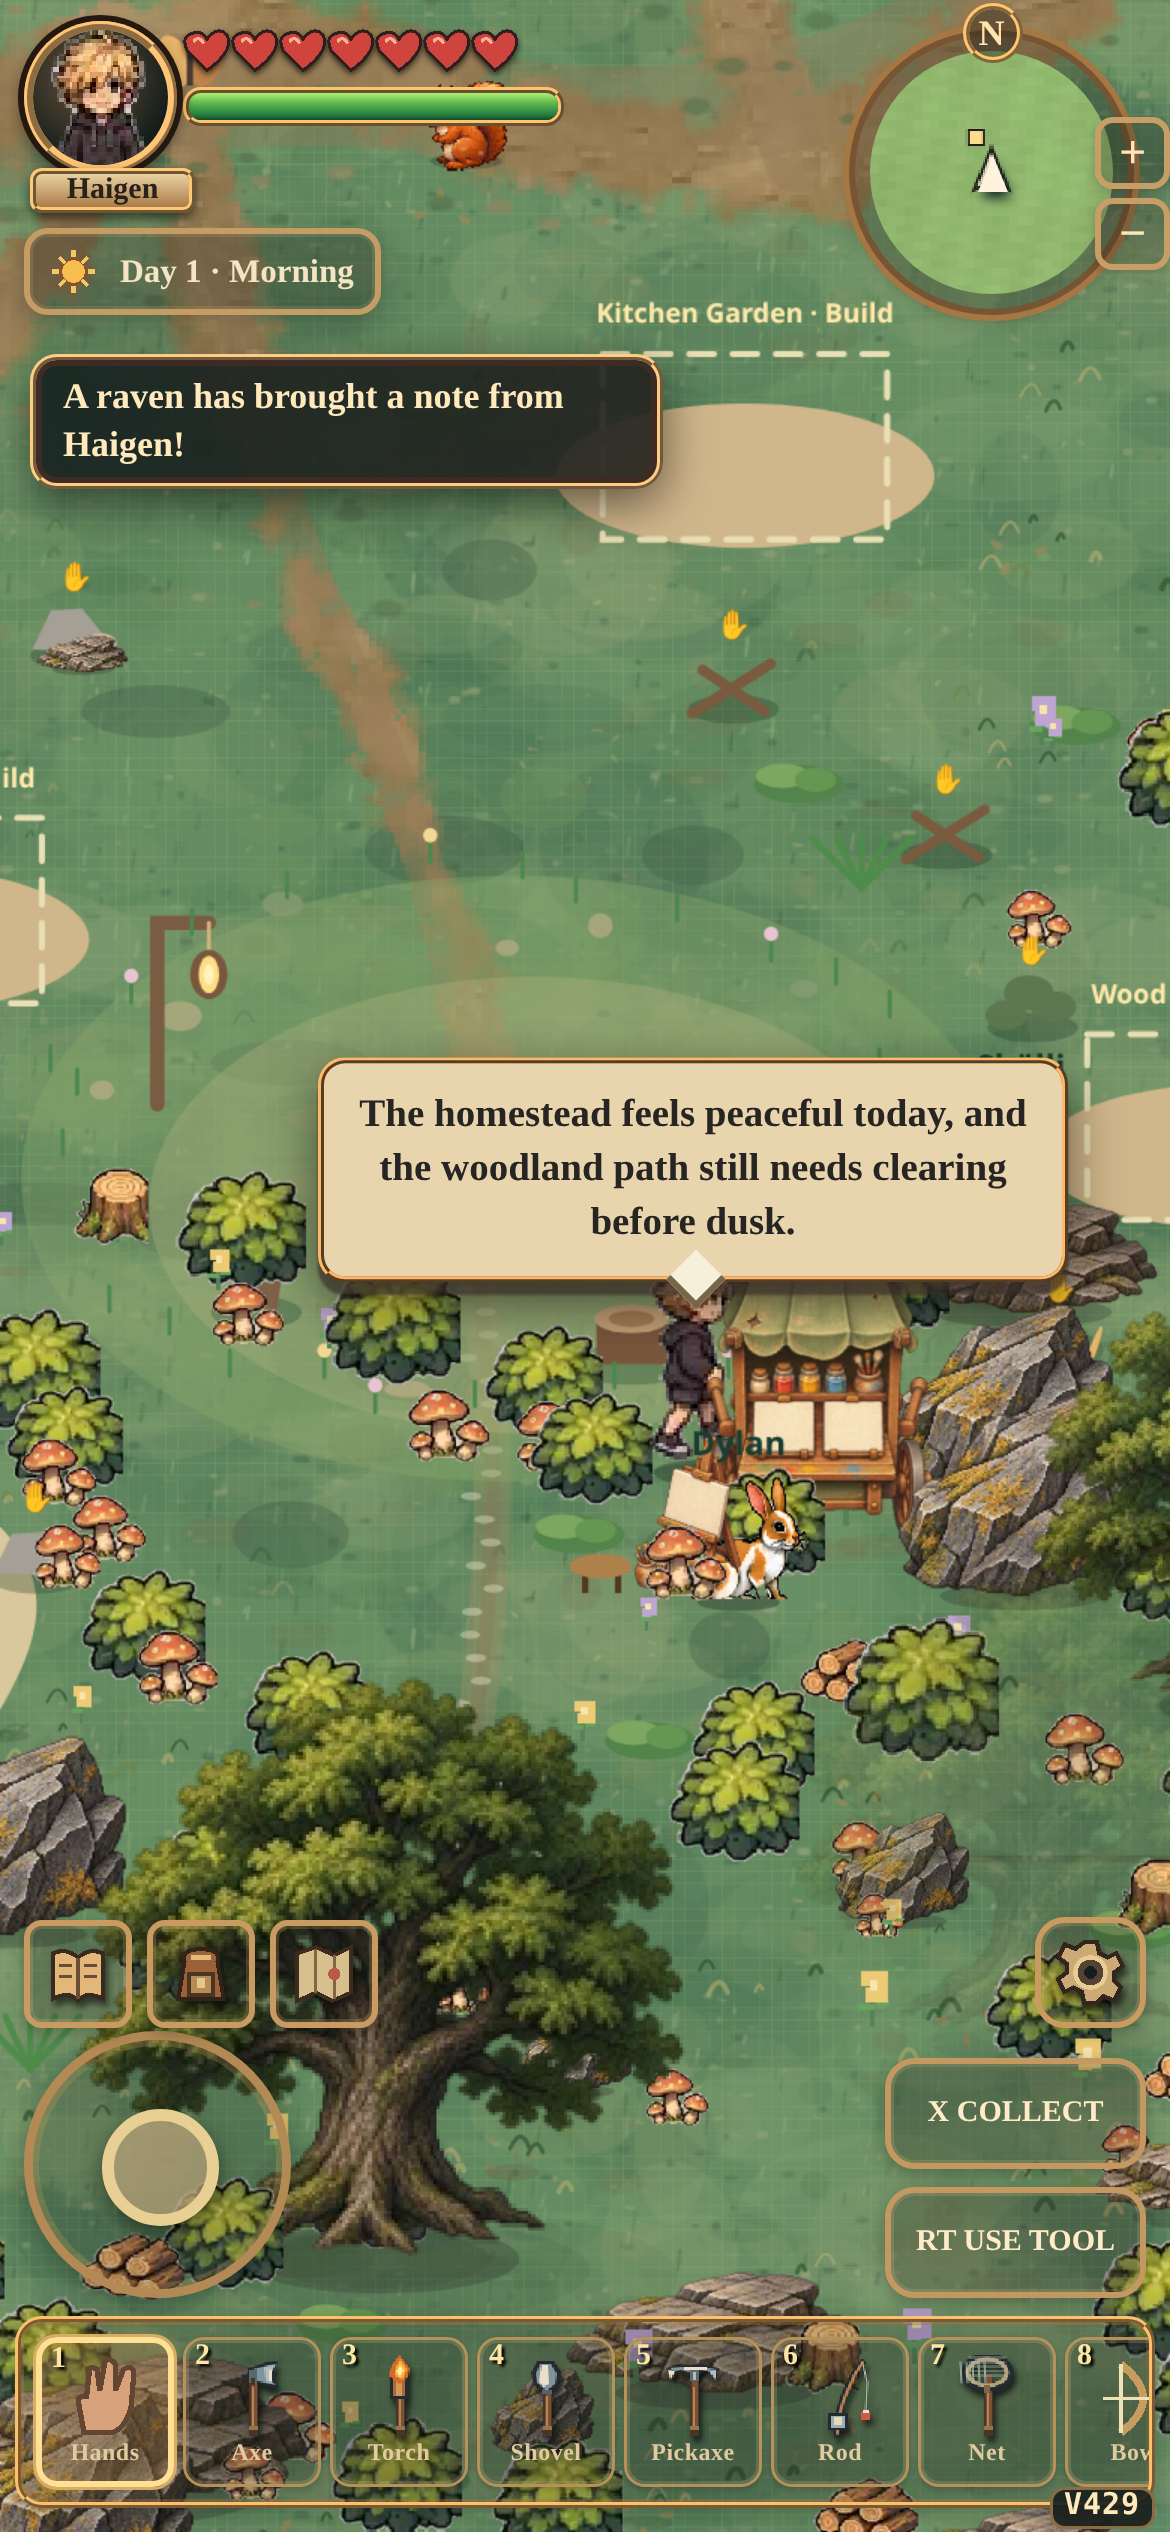 N
+
−
Haigen
Day 1 · Morning
Kitchen Garden · Build
A raven has brought a note from
Haigen!
ild
Wood
The homestead feels peaceful today, and
the woodland path still needs clearing
before dusk.
Dylan
X COLLECT
RT USE TOOL
1 2 3 4 5 6 7 8
Hands Axe Torch Shovel Pickaxe Rod Net Bow
V429